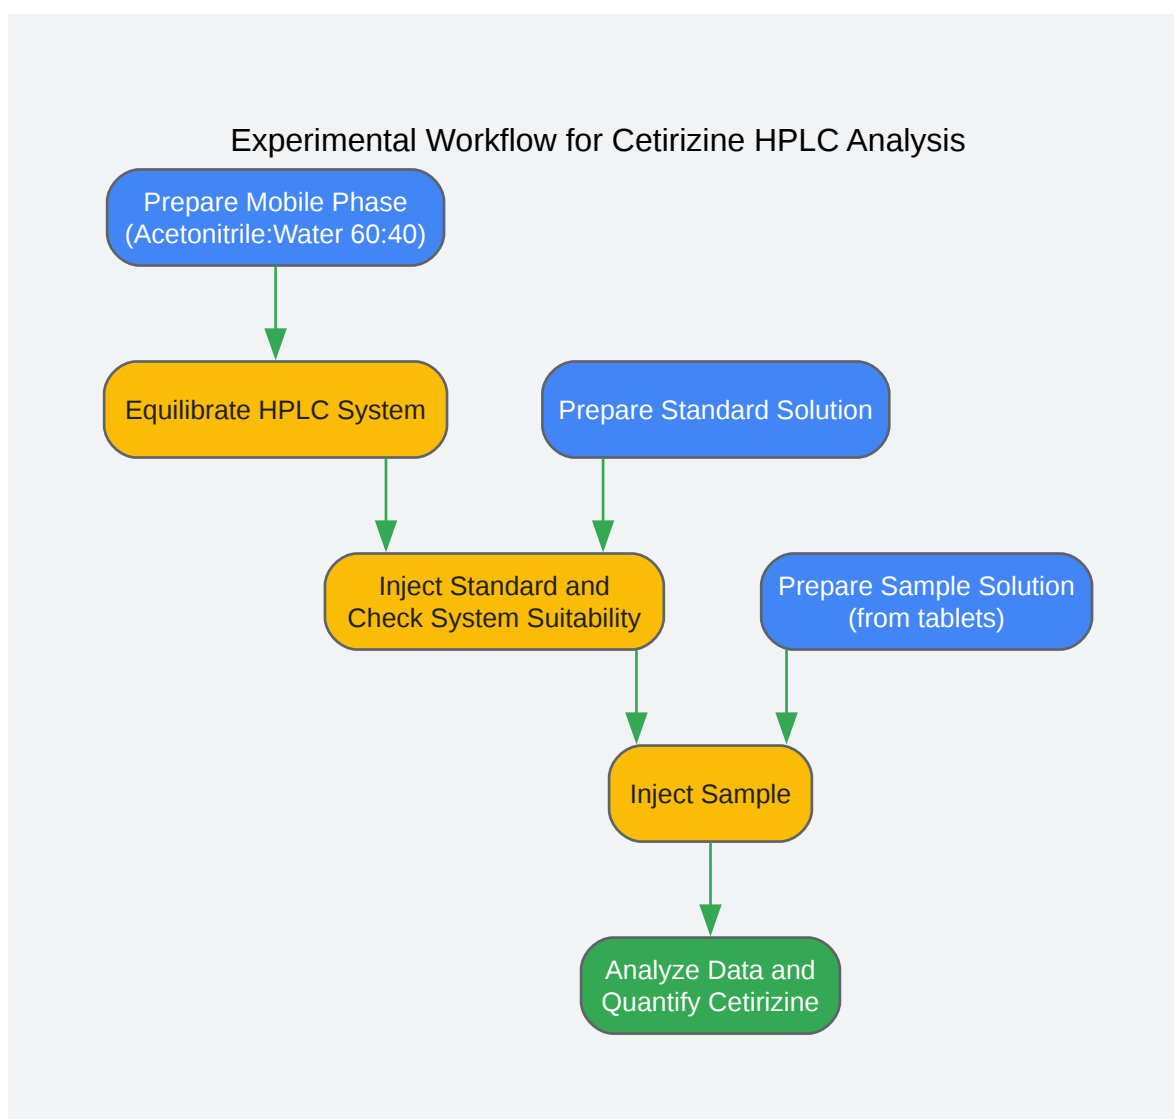 Experimental Workflow for Cetirizine HPLC Analysis
Prepare Mobile Phase
(Acetonitrile:Water 60:40)
Equilibrate HPLC System
Prepare Standard Solution
Inject Standard and
Check System Suitability
Prepare Sample Solution
(from tablets)
Inject Sample
Analyze Data and
Quantify Cetirizine